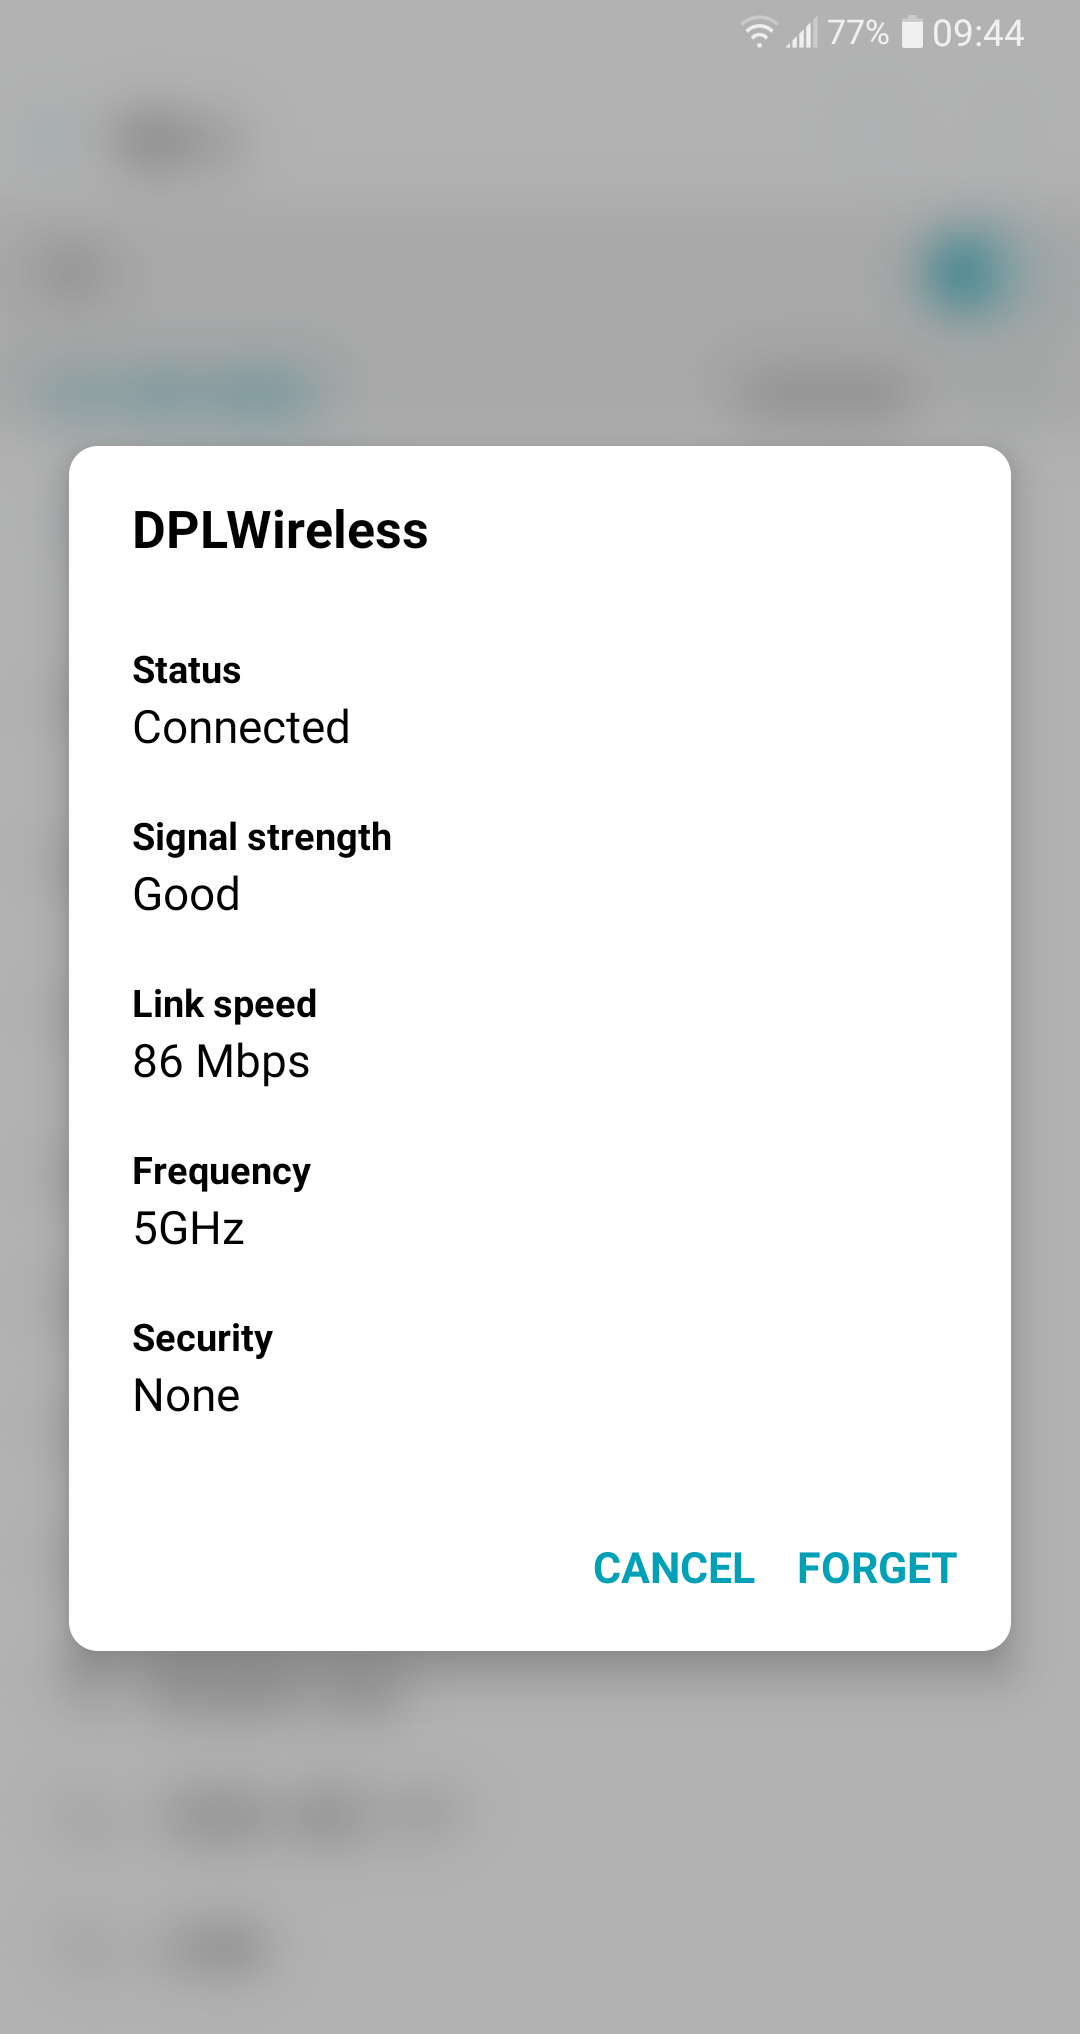 77% 09:44
DPLWireless
Status
Connected
Signal strength
Good
Link speed
86 Mbps
Frequency
5GHz
Security
None
CANCEL FORGET